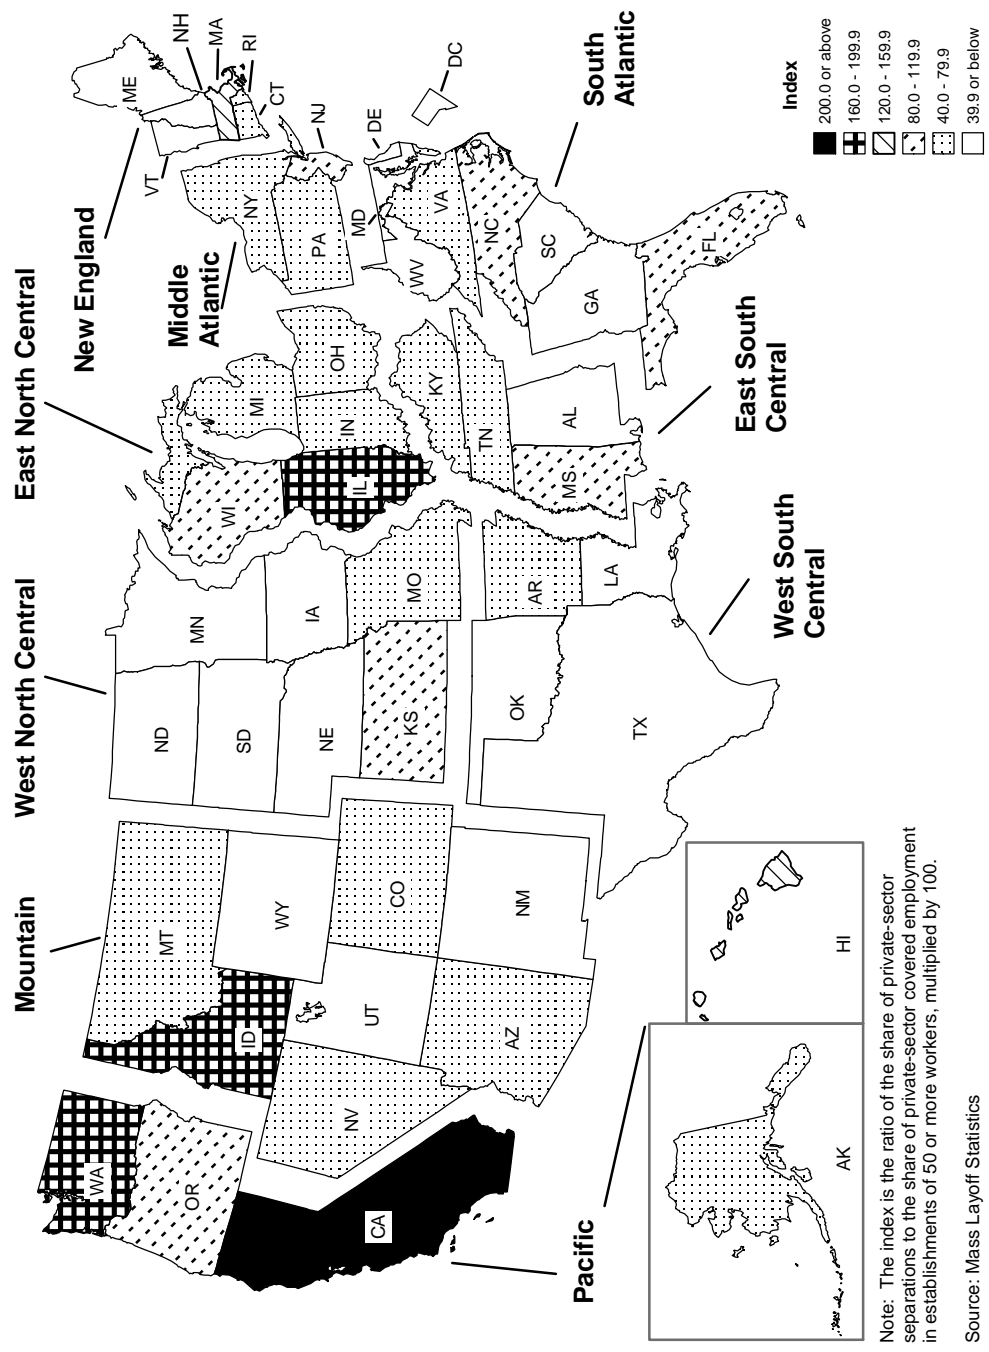 Mountain
West North Central
East North Central
New England
Middle
Atlantic
South
Atlantic
East South
Central
West South
Central
Pacific
WA
OR
CA
ID
NV
MT
WY
UT
CO
AZ
NM
ND
SD
NE
KS
OK
TX
MN
IA
MO
AR
LA
WI
IL
MI
IN
OH
KY
TN
MS
AL
ME
NH
VT
MA
RI
CT
NY
PA
NJ
DE
MD
DC
WV
VA
NC
SC
GA
FL
AK
HI
Index
200.0 or above
160.0 - 199.9
120.0 - 159.9
80.0 - 119.9
40.0 - 79.9
39.9 or below
Note: The index is the ratio of the share of private-sector
separations to the share of private-sector covered employment
in establishments of 50 or more workers, multiplied by 100.
Source: Mass Layoff Statistics